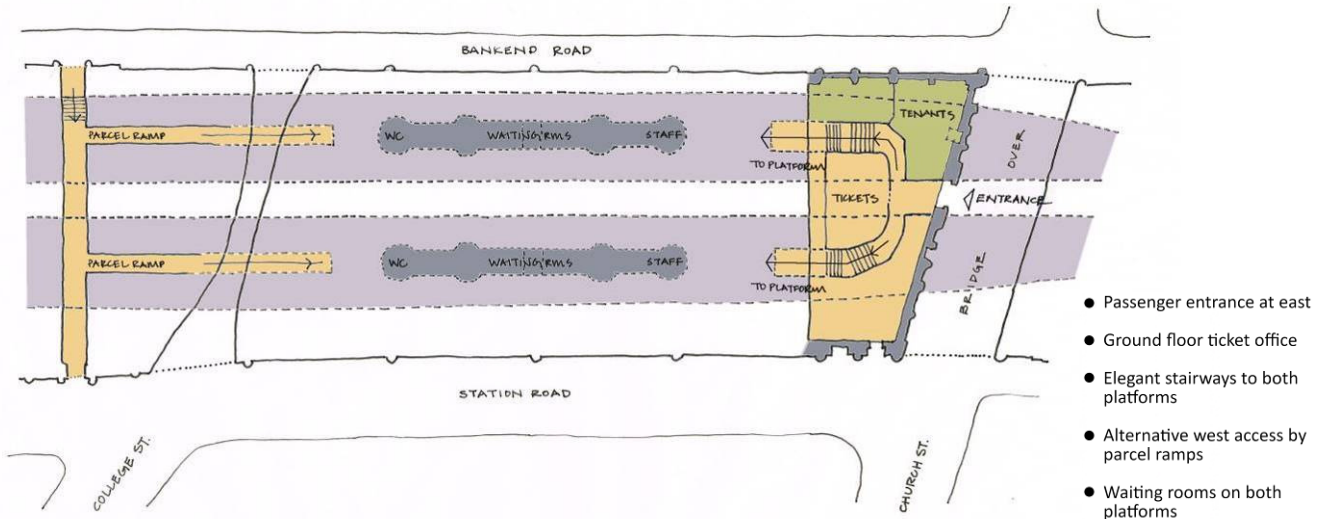 BANKEND ROAD
PARCEL RAMP
WC
WAITING RMS
STAFF
TENANTS
OVER
TO PLATFORM
TICKETS
ENTRANCE
PARCEL RAMP
WC
WAITING RMS
STAFF
TO PLATFORM
BRIDGE
STATION ROAD
COLLEGE ST.
CHURCH ST.
● Passenger entrance at east
● Ground floor ticket office
● Elegant stairways to both
platforms
● Alternative west access by
parcel ramps
● Waiting rooms on both
platforms